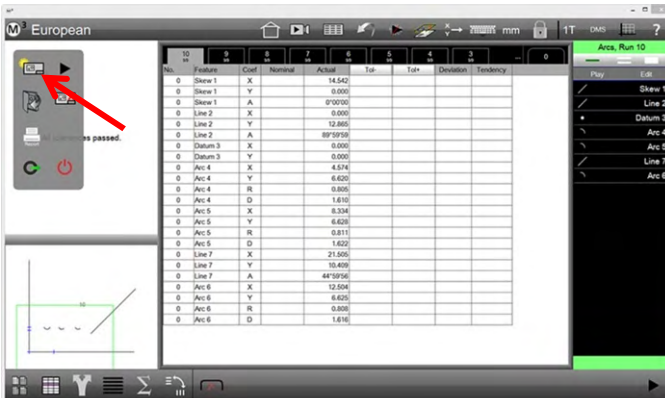 M³
M³ European mm 1T DMS ?
10 9 8 7 6 5 4 3 ... 0
Arcs, Run 10
Play Edit
No. Feature Coef Nominal Actual Tol- Tol+ Deviation Tendency
0 Skew 1 X 14.542
0 Skew 1 Y 0.000
0 Skew 1 A 0°00'00
0 Line 2 X 0.000
0 Line 2 Y 12.865
0 Line 2 A 89°59'59
0 Datum 3 X 0.000
0 Datum 3 Y 0.000
0 Arc 4 X 4.574
0 Arc 4 Y 6.620
0 Arc 4 R 0.805
0 Arc 4 D 1.610
0 Arc 5 X 8.334
0 Arc 5 Y 6.628
0 Arc 5 R 0.811
0 Arc 5 D 1.622
0 Line 7 X 21.505
0 Line 7 Y 10.409
0 Line 7 A 44°59'56
0 Arc 6 X 12.504
0 Arc 6 Y 6.625
0 Arc 6 R 0.808
0 Arc 6 D 1.616
Skew 1
Line 2
Datum 3
Arc 4
Arc 5
Line 7
Arc 6
as passed.
10